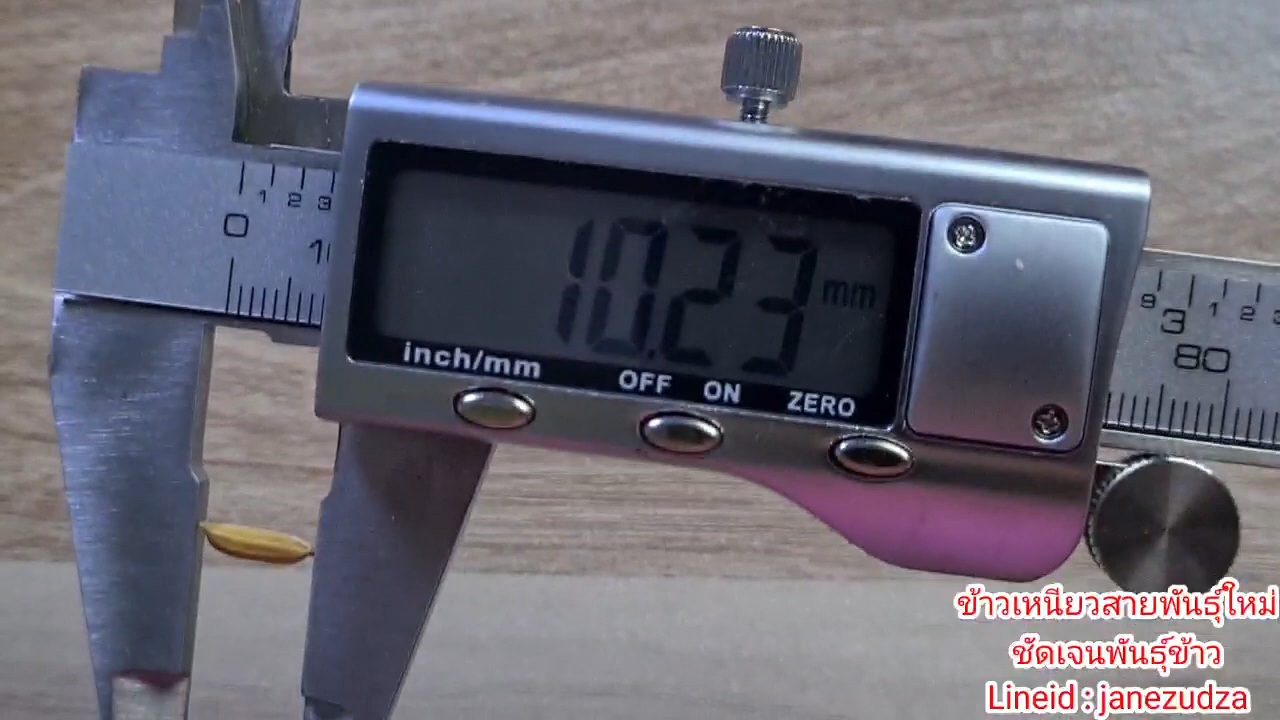 1 2 3
0 10
10.23 mm
inch/mm OFF ON ZERO
9 3 1 2
80
ข้าวเหนียวสายพันธุ์ใหม่
ชัดเจนพันธุ์ข้าว
Lineid : janezudza